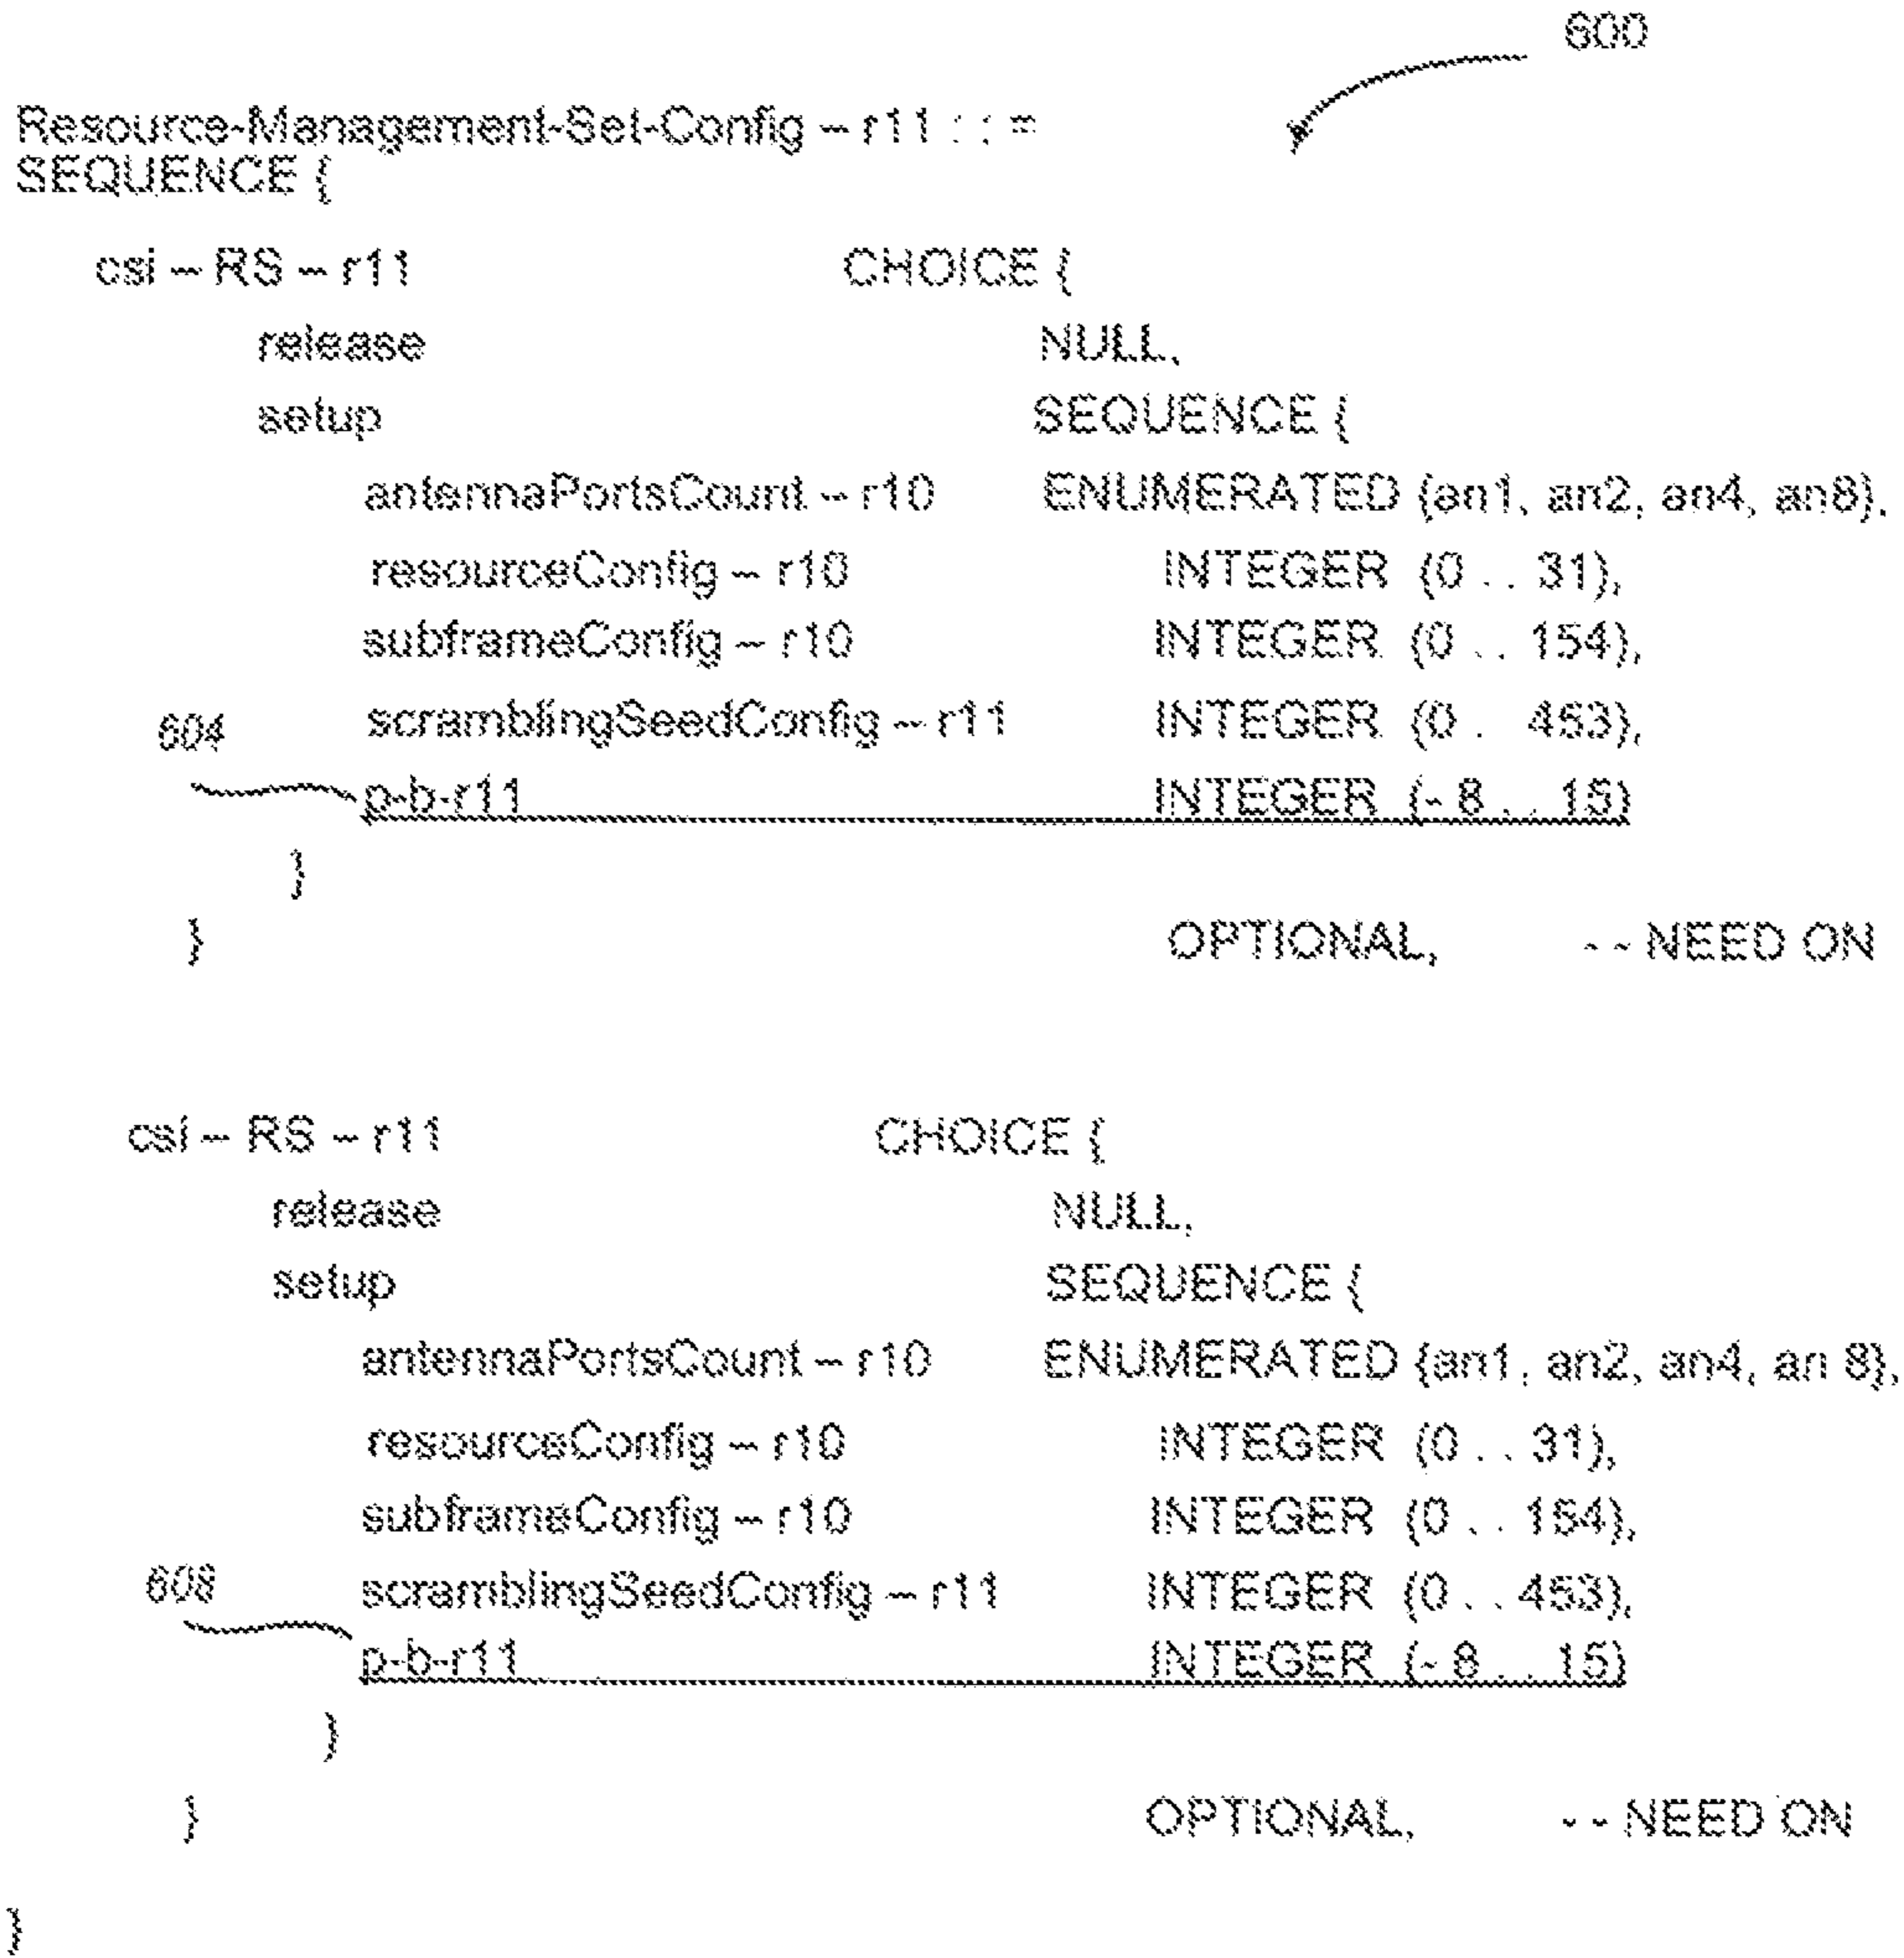 600
Resource-Management-Set-Config – r11 : : =
SEQUENCE {
csi – RS – r11 CHOICE {
release NULL,
setup SEQUENCE {
antennaPortsCount – r10 ENUMERATED {an1, an2, an4, an8},
resourceConfig – r10 INTEGER (0 . . 31),
subframeConfig – r10 INTEGER (0 . . 154),
scramblingSeedConfig – r11 INTEGER (0 . 453),
604
p-b-r11 INTEGER (- 8 . . 15)
}
} OPTIONAL, - - NEED ON
csi – RS – r11 CHOICE {
release NULL,
setup SEQUENCE {
antennaPortsCount – r10 ENUMERATED {an1, an2, an4, an 8},
resourceConfig – r10 INTEGER (0 . . 31),
subframeConfig – r10 INTEGER (0 . . 154),
608
scramblingSeedConfig – r11 INTEGER (0 . . 453),
p-b-r11 INTEGER (- 8 . . 15)
}
} OPTIONAL, - - NEED ON
}